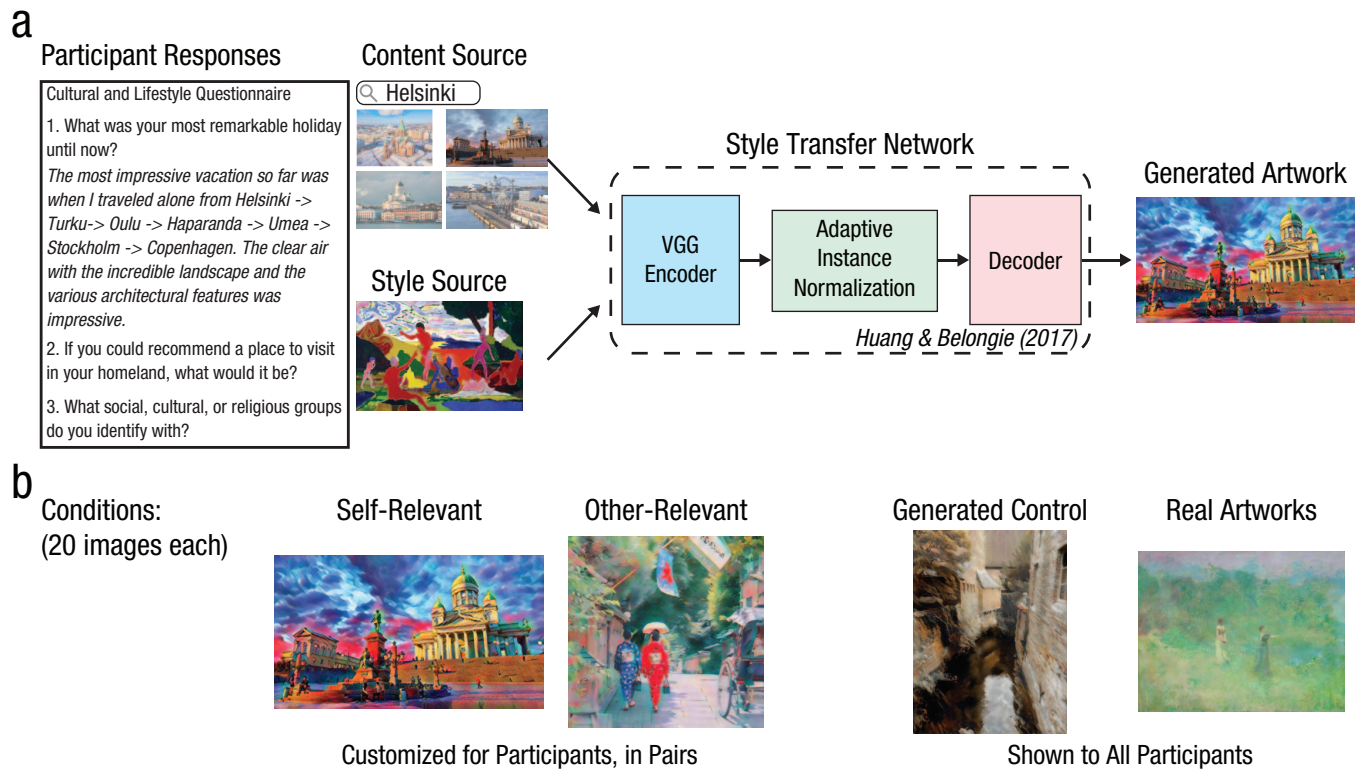 a
Participant Responses
Cultural and Lifestyle Questionnaire
1. What was your most remarkable holiday
until now?
The most impressive vacation so far was
when I traveled alone from Helsinki ->
Turku-> Oulu -> Haparanda -> Umea ->
Stockholm -> Copenhagen. The clear air
with the incredible landscape and the
various architectural features was
impressive.
2. If you could recommend a place to visit
in your homeland, what would it be?
3. What social, cultural, or religious groups
do you identify with?
Content Source
Helsinki
Style Source
Style Transfer Network
VGG
Encoder
Adaptive
Instance
Normalization
Decoder
Huang & Belongie (2017)
Generated Artwork
b
Conditions:
(20 images each)
Self-Relevant
Other-Relevant
Generated Control
Real Artworks
Customized for Participants, in Pairs
Shown to All Participants